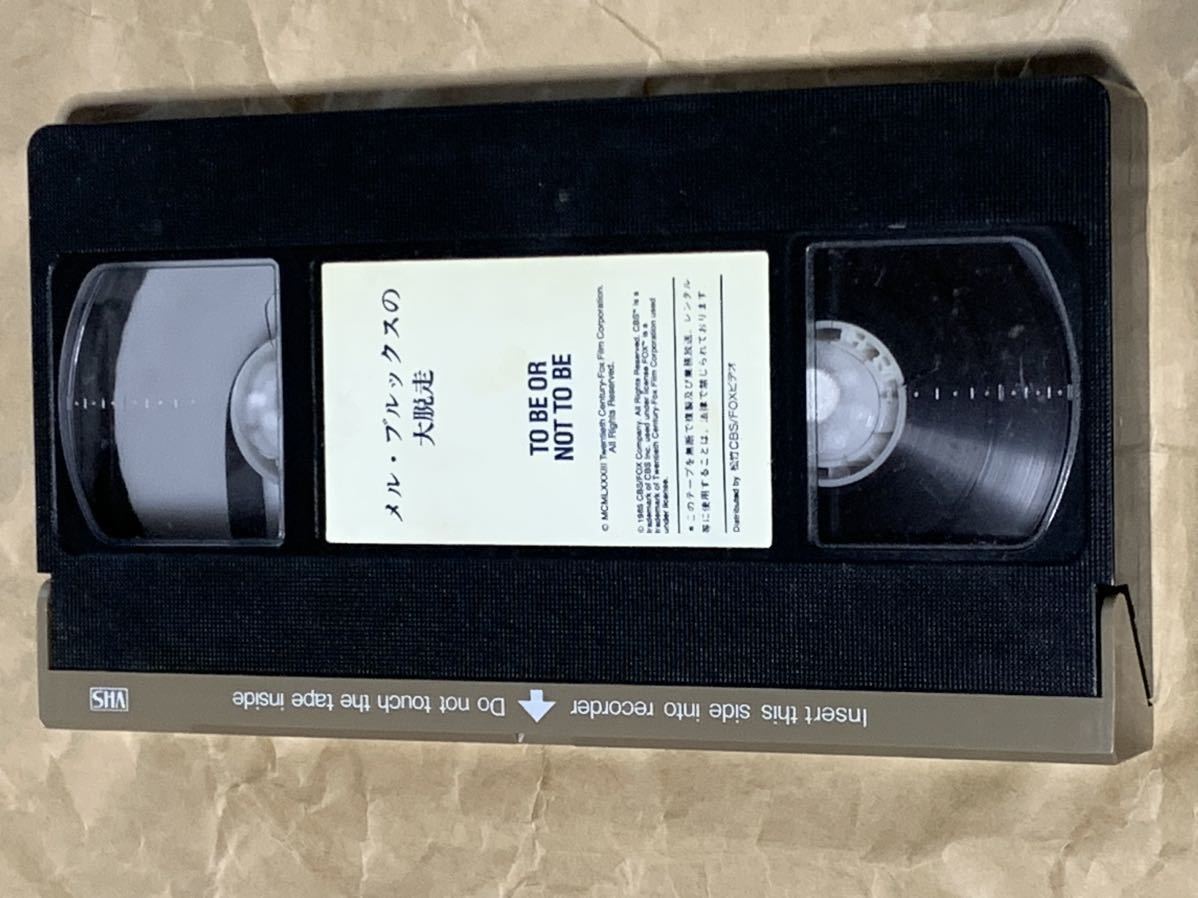 メル・ブルックスの
大脱走
TO BE OR
NOT TO BE
© MCMLXXXIII Twentieth Century-Fox Film Corporation.
All Rights Reserved.
© 1985 CBS/FOX Company. All Rights Reserved. CBS™ is a
trademark of CBS Inc. used under license FOX™ is a
trademark of Twentieth Century-Fox Film Corporation used
under license.
★このテープを無断で複製及び業務放送、レンタル
等に使用することは、法律で禁じられております
Distributed by 松竹CBS/FOXビデオ
Insert this side into recorder
Do not touch the tape inside
VHS